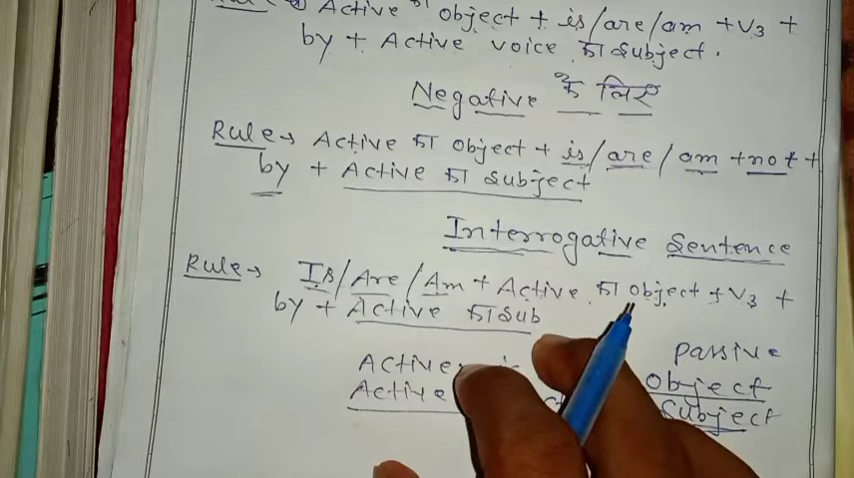 Active का object + is/are/am + V3 +
by + Active voice का subject.
Negative के लिए
Rule→ Active का object + is/are/am + not +
by + Active का subject
Interrogative Sentence
Rule→ Is/Are/Am + Active का object + V3 +
by + Active का sub
Active Passive
Active Object
Subject